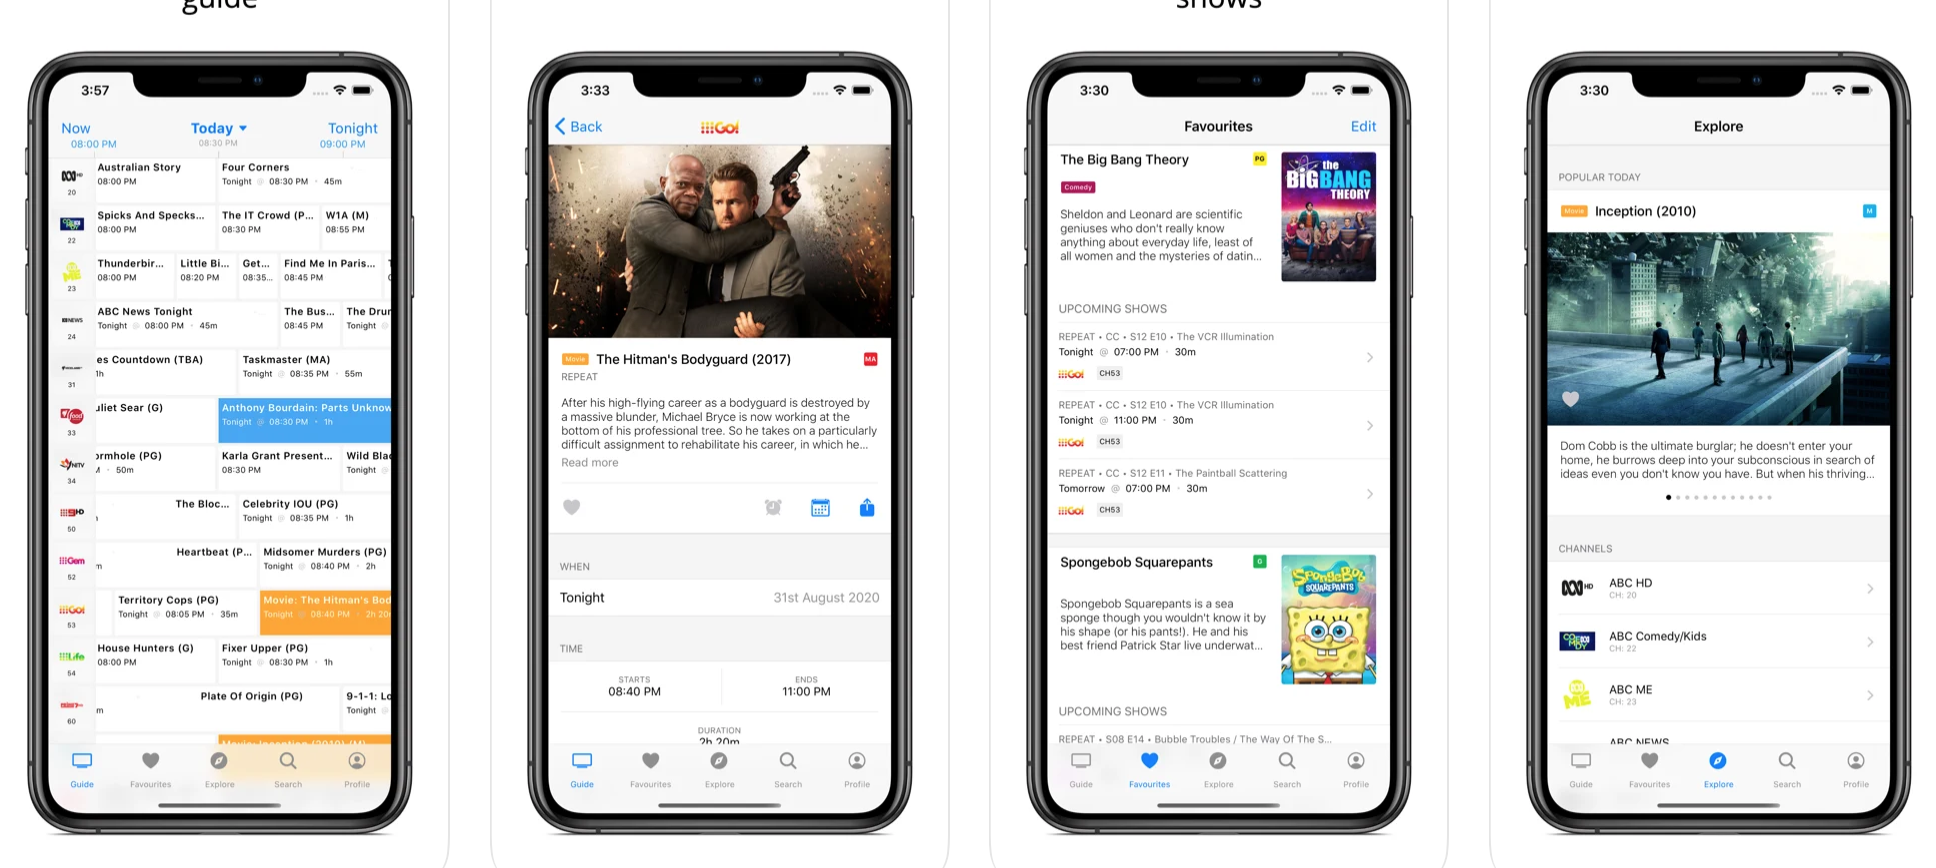 guide
shows
3:57
Now
Today
Tonight
08:00 PM
08:30 PM
09:00 PM
HD
20
Australian Story
08:00 PM
Four Corners
Tonight @ 08:30 PM · 45m
22
Spicks And Specks...
08:00 PM
The IT Crowd (P...
08:30 PM
W1A (M)
08:55 PM
ME
23
Thunderbir...
08:00 PM
Little Bi...
08:20 PM
Get...
08:35...
Find Me In Paris...
08:45 PM
NEWS
24
ABC News Tonight
Tonight @ 08:00 PM · 45m
The Bus...
08:45 PM
The Drum
Tonight @
31
es Countdown (TBA)
1h
Taskmaster (MA)
Tonight @ 08:35 PM · 55m
food
33
uliet Sear (G)
Anthony Bourdain: Parts Unknow
Tonight @ 08:30 PM · 1h
NITV
34
ormhole (PG)
· 50m
Karla Grant Present...
08:30 PM
Wild Blac
Tonight @
9HD
50
The Bloc...
Celebrity IOU (PG)
Tonight @ 08:35 PM · 1h
Gem
52
m
Heartbeat (P...
Midsomer Murders (PG)
Tonight @ 08:40 PM · 2h
Go!
53
Territory Cops (PG)
Tonight @ 08:05 PM · 35m
Movie: The Hitman's Bod
Tonight @ 08:40 PM · 2h 20
Life
54
House Hunters (G)
08:00 PM
Fixer Upper (PG)
Tonight @ 08:30 PM · 1h
60
m
Plate Of Origin (PG)
9-1-1: Lo
Tonight @
Movie: Inception (2010) (M)
Guide
Favourites
Explore
Search
Profile
3:33
Back
Go!
Movie
The Hitman's Bodyguard (2017)
MA
REPEAT
After his high-flying career as a bodyguard is destroyed by
a massive blunder, Michael Bryce is now working at the
bottom of his professional tree. So he takes on a particularly
difficult assignment to rehabilitate his career, in which he...
Read more
WHEN
Tonight
31st August 2020
TIME
STARTS
08:40 PM
ENDS
11:00 PM
DURATION
2h 20m
Guide
Favourites
Explore
Search
Profile
3:30
Favourites
Edit
The Big Bang Theory
PG
Comedy
Sheldon and Leonard are scientific
geniuses who don't really know
anything about everyday life, least of
all women and the mysteries of datin...
the
BiGBANG
THEORY
UPCOMING SHOWS
REPEAT • CC • S12 E10 • The VCR Illumination
Tonight @ 07:00 PM · 30m
Go!
CH53
REPEAT • CC • S12 E10 • The VCR Illumination
Tonight @ 11:00 PM · 30m
Go!
CH53
REPEAT • CC • S12 E11 • The Paintball Scattering
Tomorrow @ 07:00 PM · 30m
Go!
CH53
Spongebob Squarepants
G
Spongebob Squarepants is a sea
sponge though you wouldn't know it by
his shape (or his pants!). He and his
best friend Patrick Star live underwat...
SpongeBob
SQUAREPANTS
UPCOMING SHOWS
REPEAT • S08 E14 • Bubble Troubles / The Way Of The S...
Guide
Favourites
Explore
Search
Profile
3:30
Explore
POPULAR TODAY
Movie
Inception (2010)
M
Dom Cobb is the ultimate burglar; he doesn't enter your
home, he burrows deep into your subconscious in search of
ideas even you don't know you have. But when his thriving...
CHANNELS
HD
ABC HD
CH: 20
COMEDY
ABC Comedy/Kids
CH: 22
ME
ABC ME
CH: 23
ABC NEWS
Guide
Favourites
Explore
Search
Profile